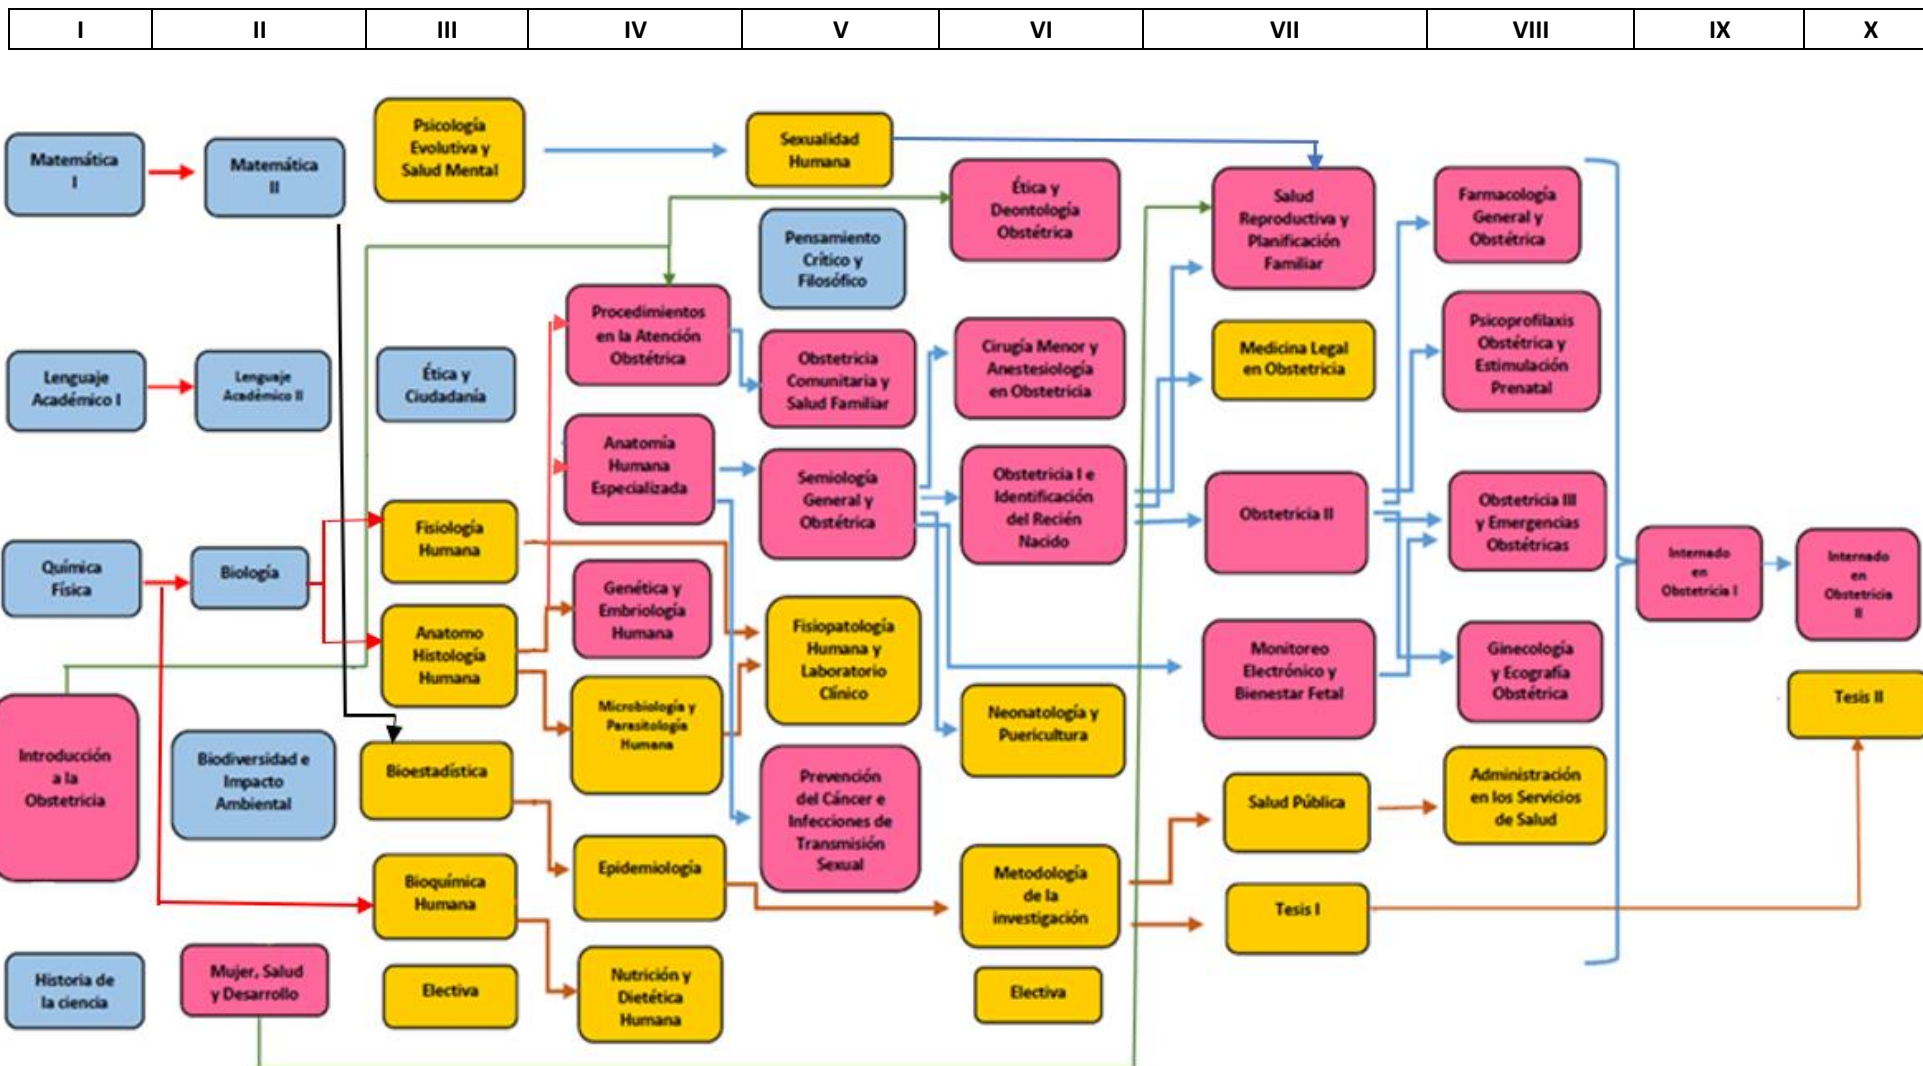 I
II
III
IV
V
VI
VII
VIII
IX
X
Matemática
I
Lenguaje
Académico I
Química
Física
Introducción
a la
Obstetricia
Historia de
la ciencia
Matemática
II
Lenguaje
Académico II
Biología
Biodiversidad e
Impacto
Ambiental
Mujer, Salud
y Desarrollo
Psicología
Evolutiva y
Salud Mental
Ética y
Ciudadanía
Fisiología
Humana
Anatomo
Histología
Humana
Bioestadística
Bioquímica
Humana
Electiva
Procedimientos
en la Atención
Obstétrica
Anatomía
Humana
Especializada
Genética y
Embriología
Humana
Microbiología y
Parasitología
Humana
Epidemiología
Nutrición y
Dietética
Humana
Sexualidad
Humana
Pensamiento
Crítico y
Filosófico
Obstetricia
Comunitaria y
Salud Familiar
Semiología
General y
Obstétrica
Fisiopatología
Humana y
Laboratorio
Clínico
Prevención
del Cáncer e
Infecciones de
Transmisión
Sexual
Ética y
Deontología
Obstétrica
Cirugía Menor y
Anestesiología
en Obstetricia
Obstetricia I e
Identificación
del Recién
Nacido
Neonatología y
Puericultura
Metodología
de la
investigación
Electiva
Salud
Reproductiva y
Planificación
Familiar
Medicina Legal
en Obstetricia
Obstetricia II
Monitoreo
Electrónico y
Bienestar Fetal
Salud Pública
Tesis I
Farmacología
General y
Obstétrica
Psicoprofilaxis
Obstétrica y
Estimulación
Prenatal
Obstetricia III
y Emergencias
Obstétricas
Ginecología
y Ecografía
Obstétrica
Administración
en los Servicios
de Salud
Internado
en
Obstetricia I
Internado
en
Obstetricia
II
Tesis II